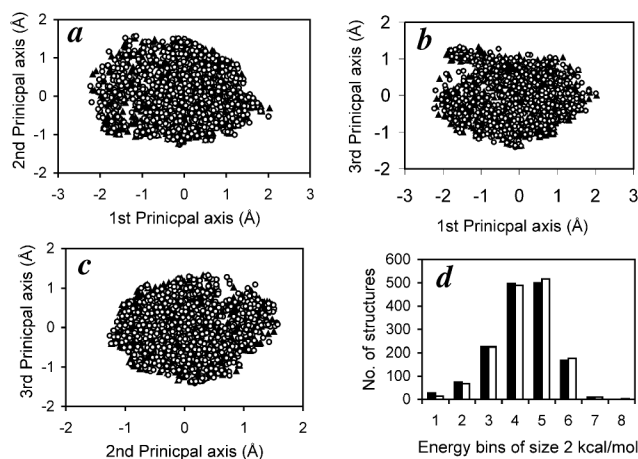 a
2nd Prinicpal axis (Å)
2
1
0
-1
-2
-3 -2 -1 0 1 2 3
1st Prinicpal axis (Å)
b
3rd Prinicpal axis (Å)
2
1
0
-1
-2
-3 -2 -1 0 1 2 3
1st Prinicpal axis (Å)
c
3rd Prinicpal axis (Å)
2
1
0
-1
-2
-2 -1 0 1 2
2nd Prinicpal axis (Å)
d
No. of structures
600
500
400
300
200
100
0
1 2 3 4 5 6 7 8
Energy bins of size 2 kcal/mol